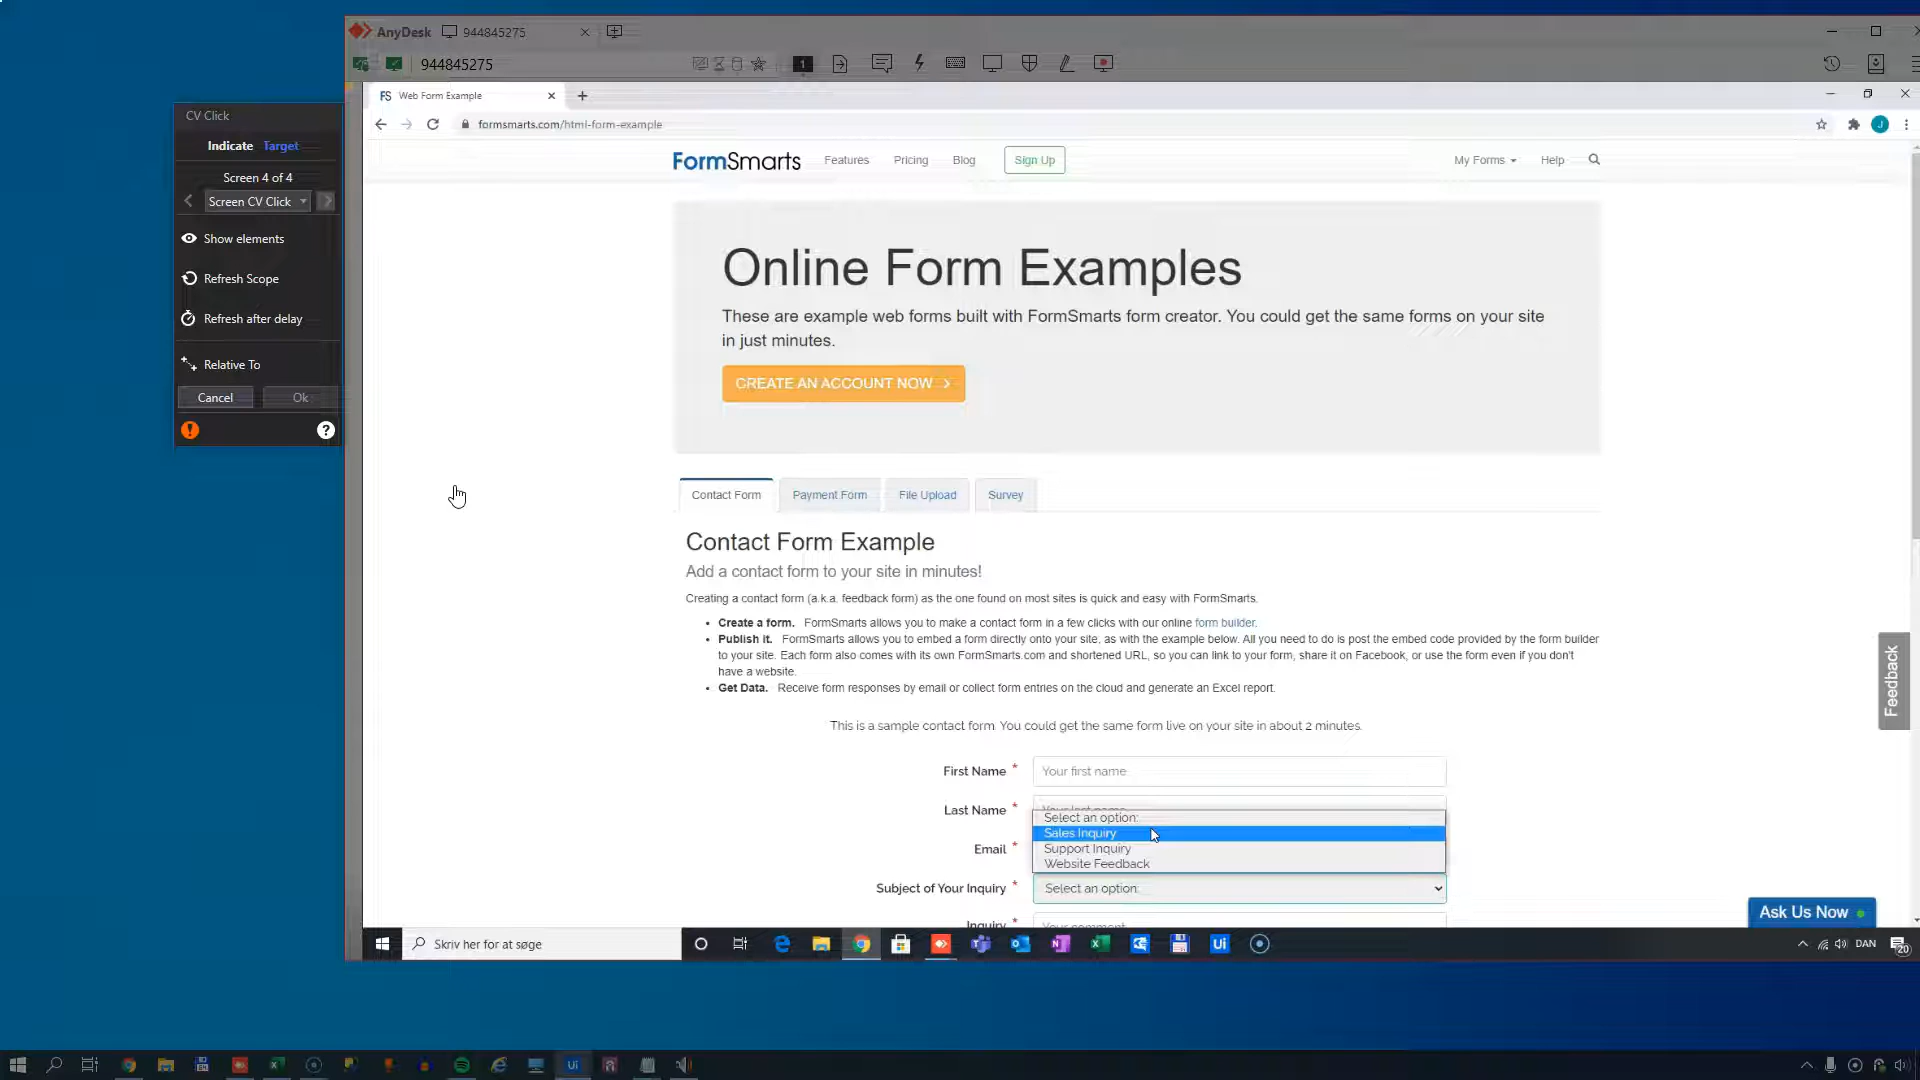 AnyDesk 944845275
944845275
1
CV Click
Indicate Target
Screen 4 of 4
Screen CV Click
Show elements
Refresh Scope
Refresh after delay
Relative To
Cancel Ok
FS Web Form Example
formsmarts.com/html-form-example
J
FormSmarts Features Pricing Blog Sign Up My Forms Help
Online Form Examples
These are example web forms built with FormSmarts form creator. You could get the same forms on your site
in just minutes.
CREATE AN ACCOUNT NOW
Contact Form Payment Form File Upload Survey
Contact Form Example
Add a contact form to your site in minutes!
Creating a contact form (a.k.a. feedback form) as the one found on most sites is quick and easy with FormSmarts.
Create a form. FormSmarts allows you to make a contact form in a few clicks with our online form builder.
Publish it. FormSmarts allows you to embed a form directly onto your site, as with the example below. All you need to do is post the embed code provided by the form builder
to your site. Each form also comes with its own FormSmarts.com and shortened URL, so you can link to your form, share it on Facebook, or use the form even if you don't
have a website.
Get Data. Receive form responses by email or collect form entries on the cloud and generate an Excel report.
This is a sample contact form. You could get the same form live on your site in about 2 minutes.
First Name * Your first name
Last Name * Your last name
Select an option:
Sales Inquiry
Email *
Support Inquiry
Website Feedback
Subject of Your Inquiry * Select an option:
Inquiry * Your comment
Feedback
Ask Us Now
Skriv her for at søge
Ui
DAN
20
Ui